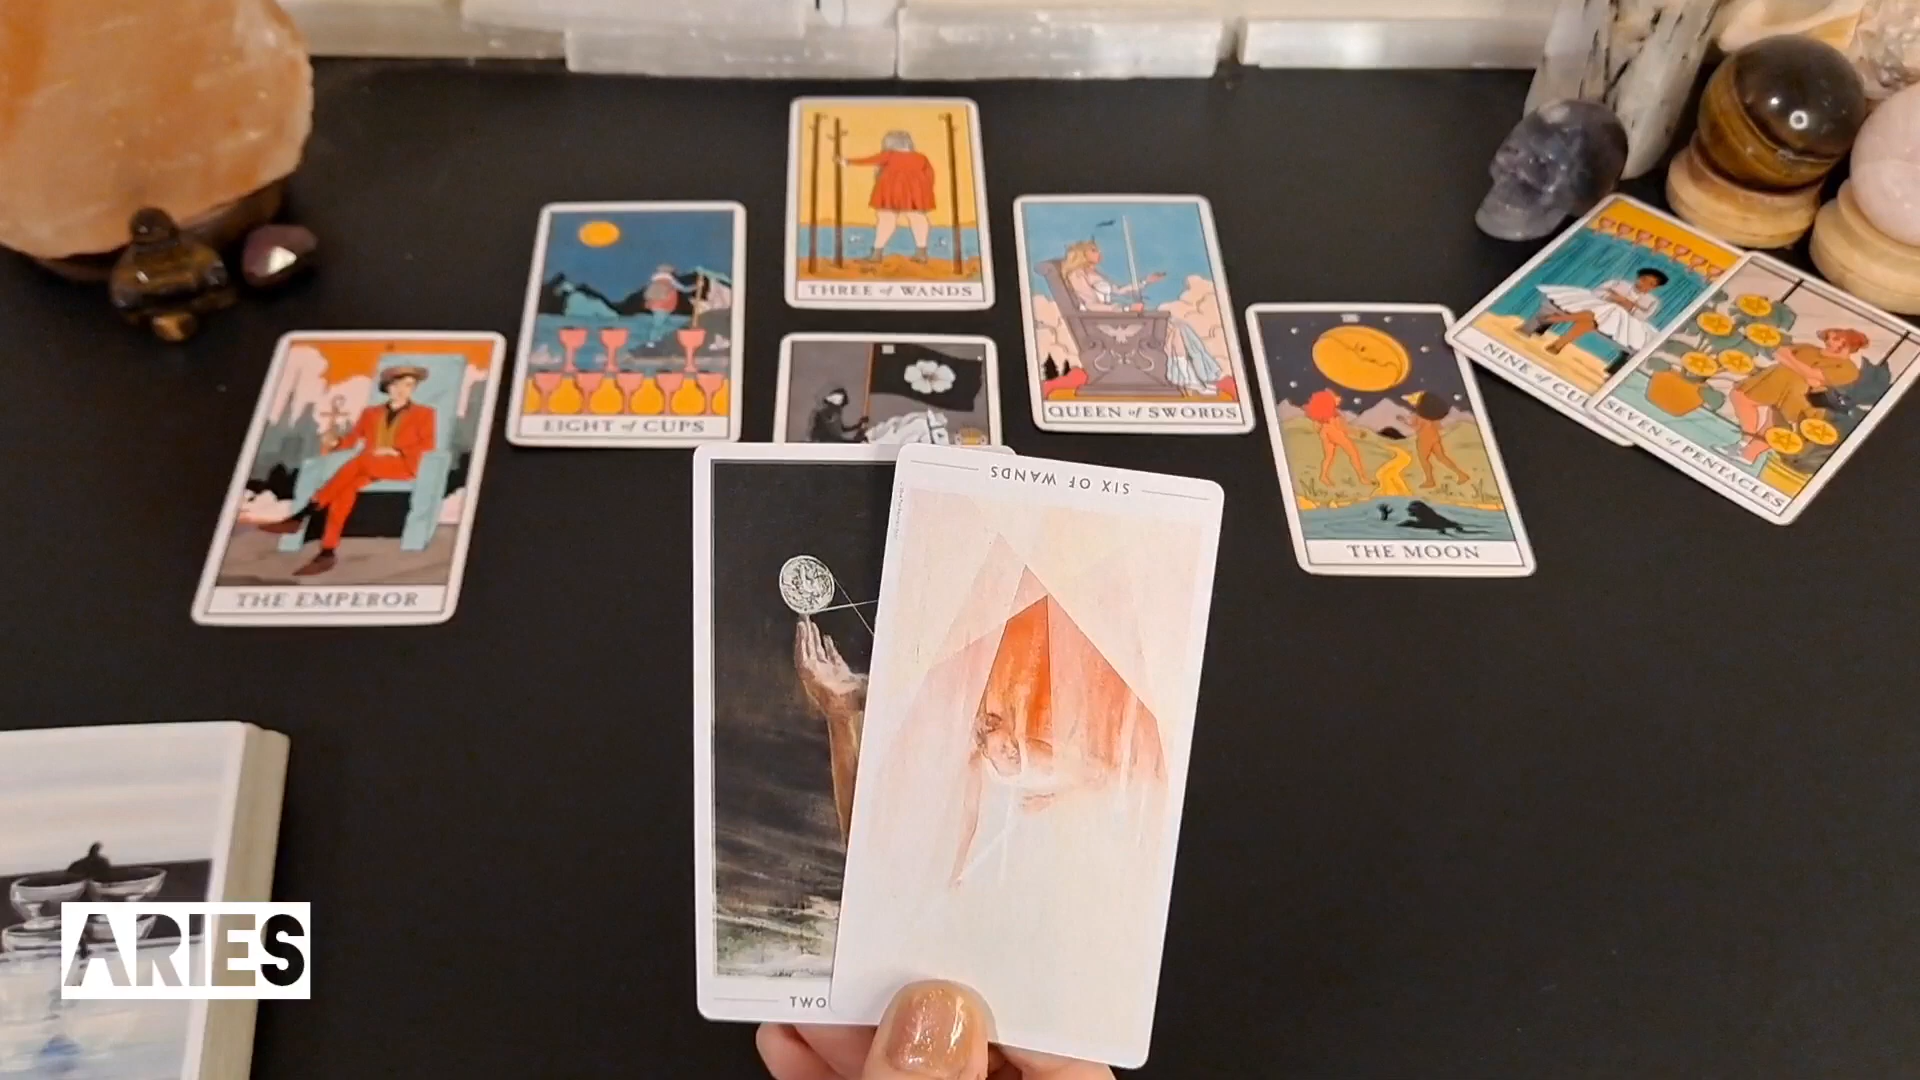 THREE of WANDS
EIGHT of CUPS
QUEEN of SWORDS
THE EMPEROR
THE MOON
NINE of CU
SEVEN of PENTACLES
SIX OF WANDS
TWO
ARIES